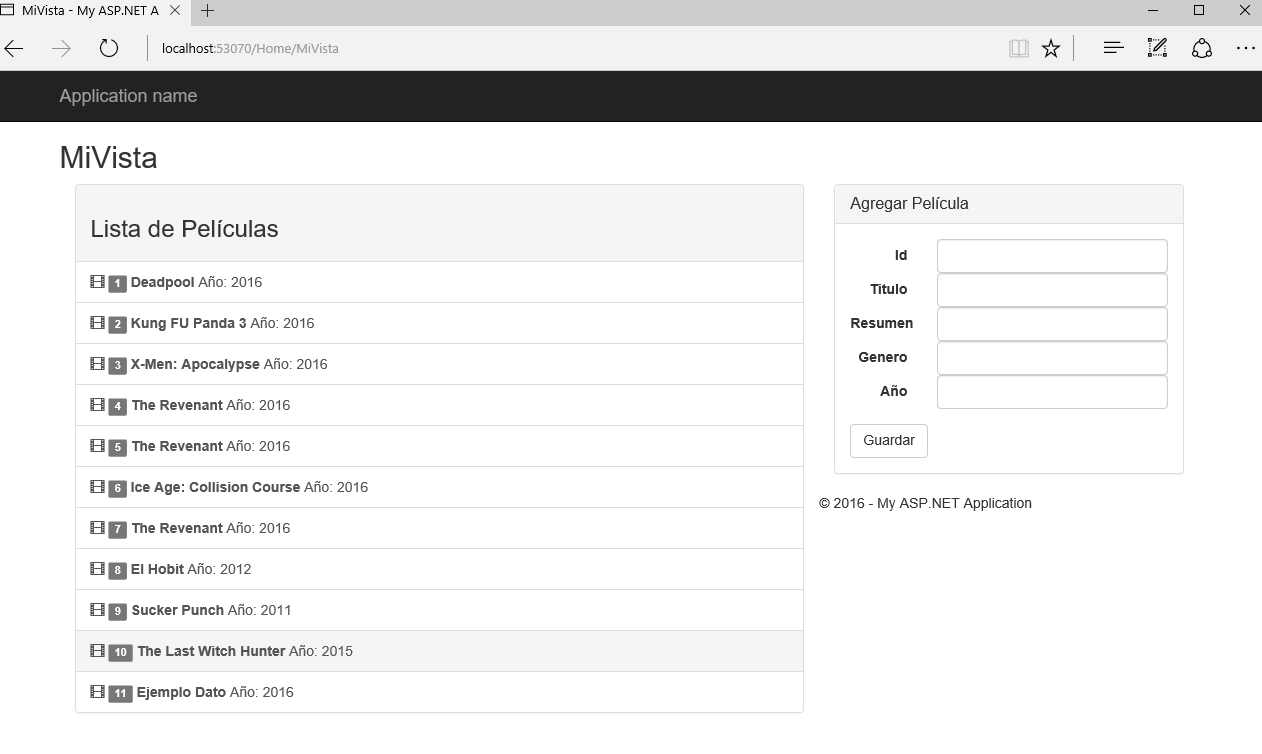 MiVista - My ASP.NET A
localhost:53070/Home/MiVista
Application name
MiVista
Lista de Películas
1 Deadpool Año: 2016
2 Kung FU Panda 3 Año: 2016
3 X-Men: Apocalypse Año: 2016
4 The Revenant Año: 2016
5 The Revenant Año: 2016
6 Ice Age: Collision Course Año: 2016
7 The Revenant Año: 2016
8 El Hobit Año: 2012
9 Sucker Punch Año: 2011
10 The Last Witch Hunter Año: 2015
11 Ejemplo Dato Año: 2016
Agregar Película
Id
Titulo
Resumen
Genero
Año
Guardar
© 2016 - My ASP.NET Application